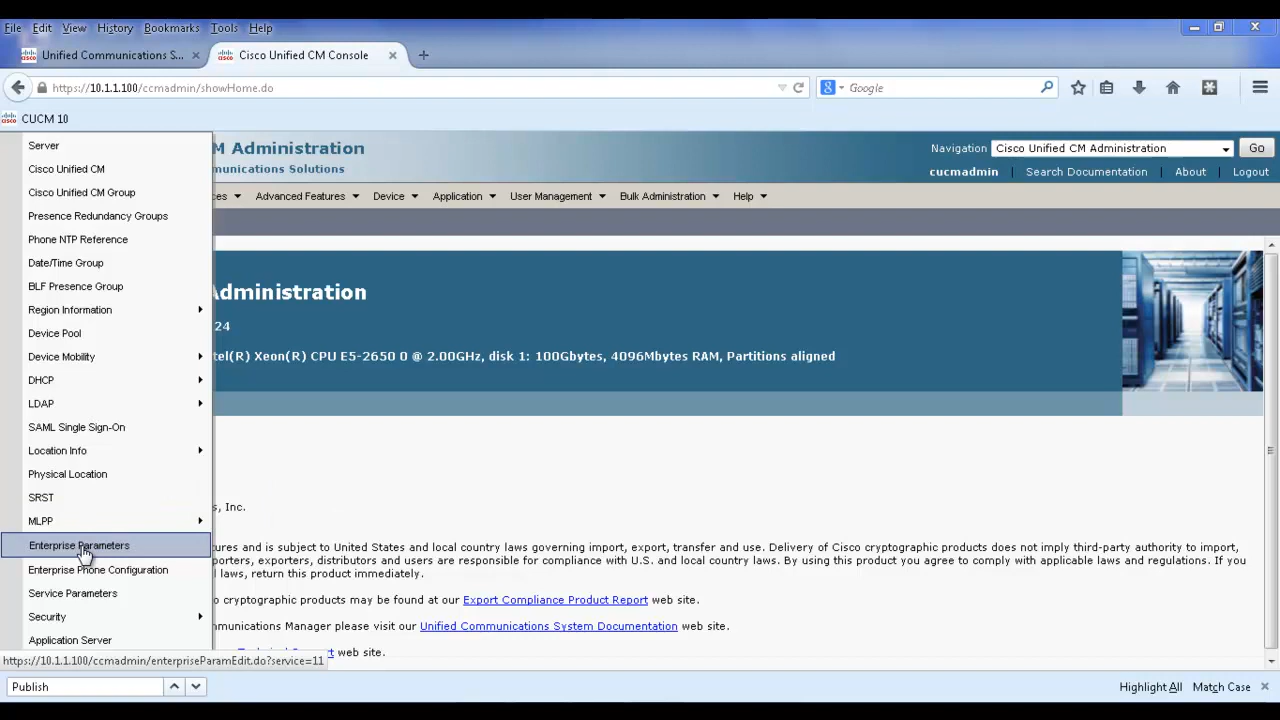 File Edit View History Bookmarks Tools Help
Unified Communications S... Cisco Unified CM Console
https://10.1.1.100/ccmadmin/showHome.do Google
CUCM 10
M Administration
Navigation Cisco Unified CM Administration Go
munications Solutions
cucmadmin Search Documentation About Logout
ces Advanced Features Device Application User Management Bulk Administration Help
Server
Cisco Unified CM
Cisco Unified CM Group
Presence Redundancy Groups
Phone NTP Reference
Date/Time Group
BLF Presence Group
Region Information
Device Pool
Device Mobility
DHCP
LDAP
SAML Single Sign-On
Location Info
Physical Location
SRST
MLPP
Enterprise Parameters
Enterprise Phone Configuration
Service Parameters
Security
Application Server
Administration
24
tel(R) Xeon(R) CPU E5-2650 0 @ 2.00GHz, disk 1: 100Gbytes, 4096Mbytes RAM, Partitions aligned
s, Inc.
tures and is subject to United States and local country laws governing import, export, transfer and use. Delivery of Cisco cryptographic products does not imply third-party authority to import,
porters, exporters, distributors and users are responsible for compliance with U.S. and local country laws. By using this product you agree to comply with applicable laws and regulations. If you
l laws, return this product immediately.
o cryptographic products may be found at our Export Compliance Product Report web site.
munications Manager please visit our Unified Communications System Documentation web site.
web site.
https://10.1.1.100/ccmadmin/enterpriseParamEdit.do?service=11
Publish Highlight All Match Case